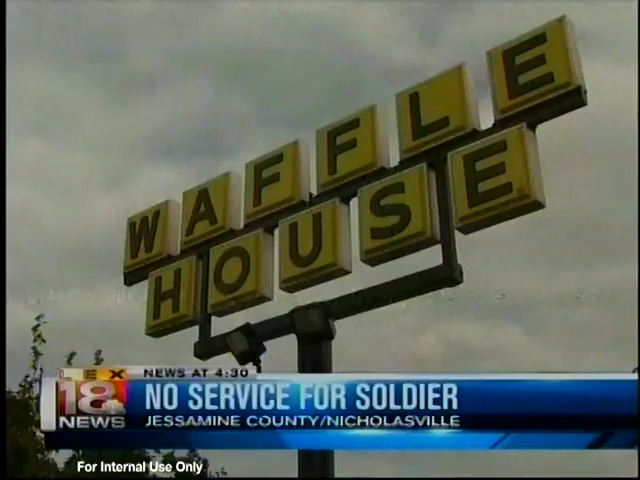 WAFFLE
HOUSE
LEX NEWS AT 4:30
18 NO SERVICE FOR SOLDIER
NEWS JESSAMINE COUNTY/NICHOLASVILLE
For Internal Use Only